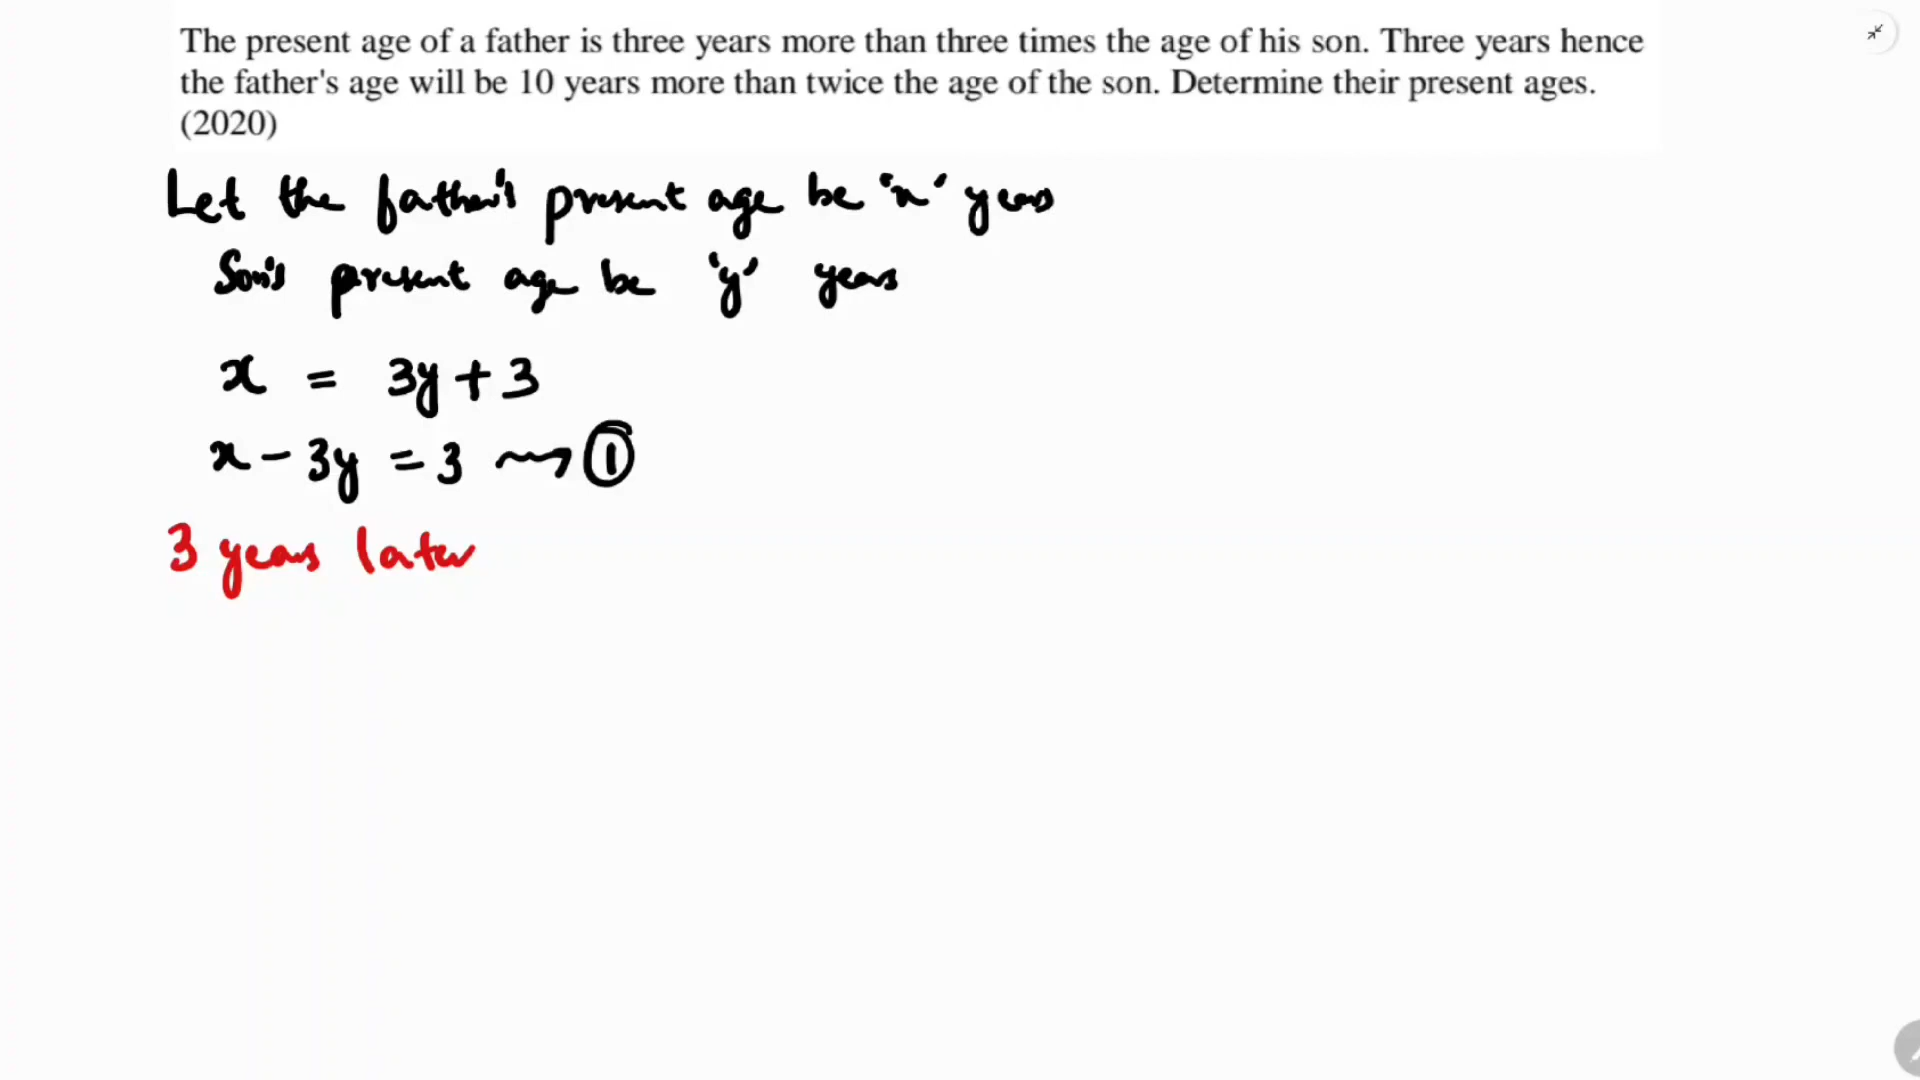 The present age of a father is three years more than three times the age of his son. Three years hence
the father's age will be 10 years more than twice the age of the son. Determine their present ages.
(2020)
Let the father's present age be 'x' years
Son's present age be 'y' years
x = 3y + 3
x - 3y = 3 ⟿ ①
3 years later